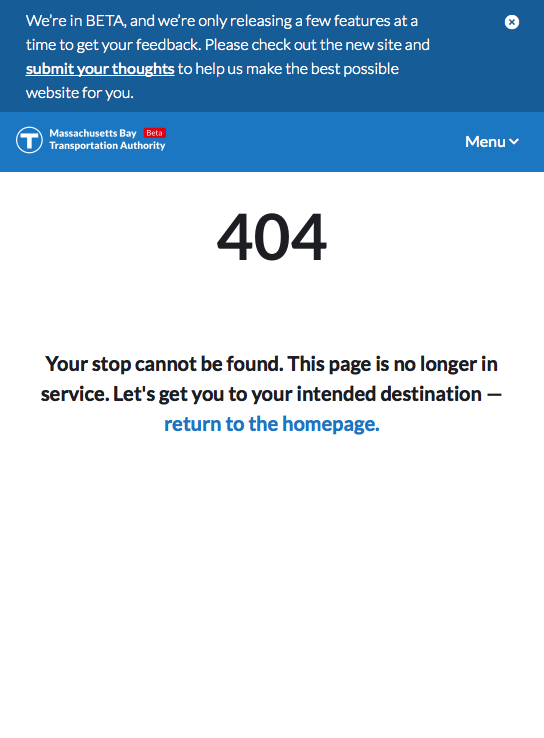 We're in BETA, and we're only releasing a few features at a
time to get your feedback. Please check out the new site and
submit your thoughts to help us make the best possible
website for you.
Massachusetts Bay Beta
Transportation Authority
T
Menu
404
Your stop cannot be found. This page is no longer in
service. Let's get you to your intended destination —
return to the homepage.